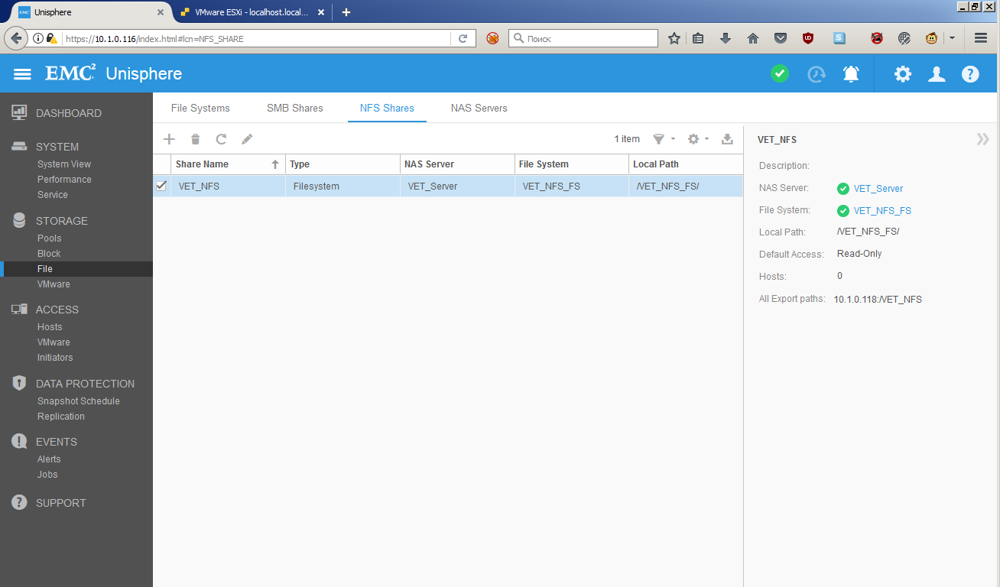 EMC² Unisphere
VMware ESXi - localhost.local...
https://10.1.0.116/index.html#lcn=NFS_SHARE
Поиск
EMC² Unisphere
DASHBOARD
SYSTEM
System View
Performance
Service
STORAGE
Pools
Block
File
VMware
ACCESS
Hosts
VMware
Initiators
DATA PROTECTION
Snapshot Schedule
Replication
EVENTS
Alerts
Jobs
SUPPORT
File Systems SMB Shares NFS Shares NAS Servers
1 item
Share Name Type NAS Server File System Local Path
VET_NFS Filesystem VET_Server VET_NFS_FS /VET_NFS_FS/
VET_NFS
Description:
NAS Server: VET_Server
File System: VET_NFS_FS
Local Path: /VET_NFS_FS/
Default Access: Read-Only
Hosts: 0
All Export paths: 10.1.0.118:/VET_NFS